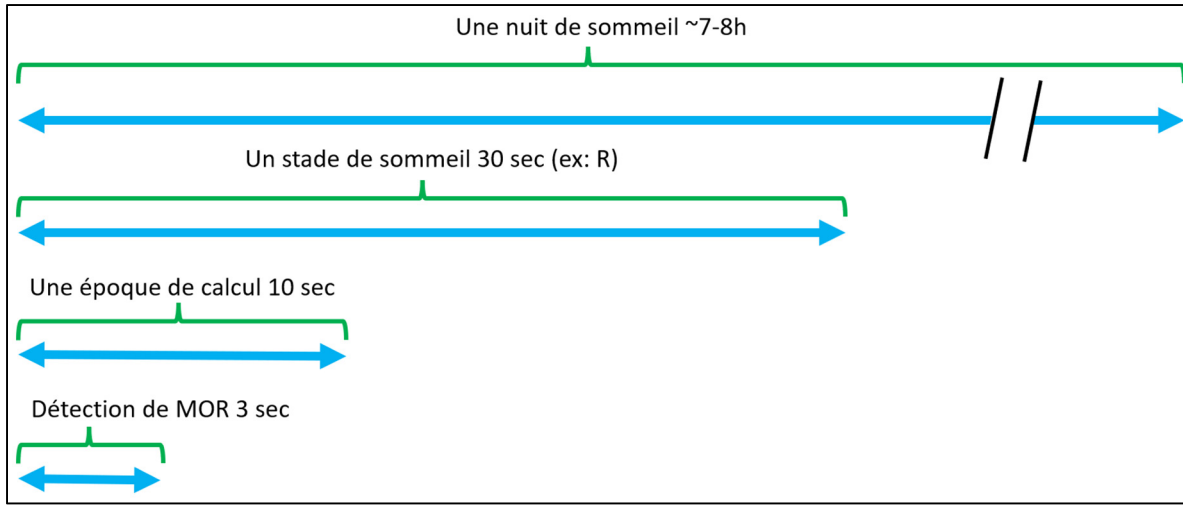 Une nuit de sommeil ~7-8h
Un stade de sommeil 30 sec (ex: R)
Une époque de calcul 10 sec
Détection de MOR 3 sec